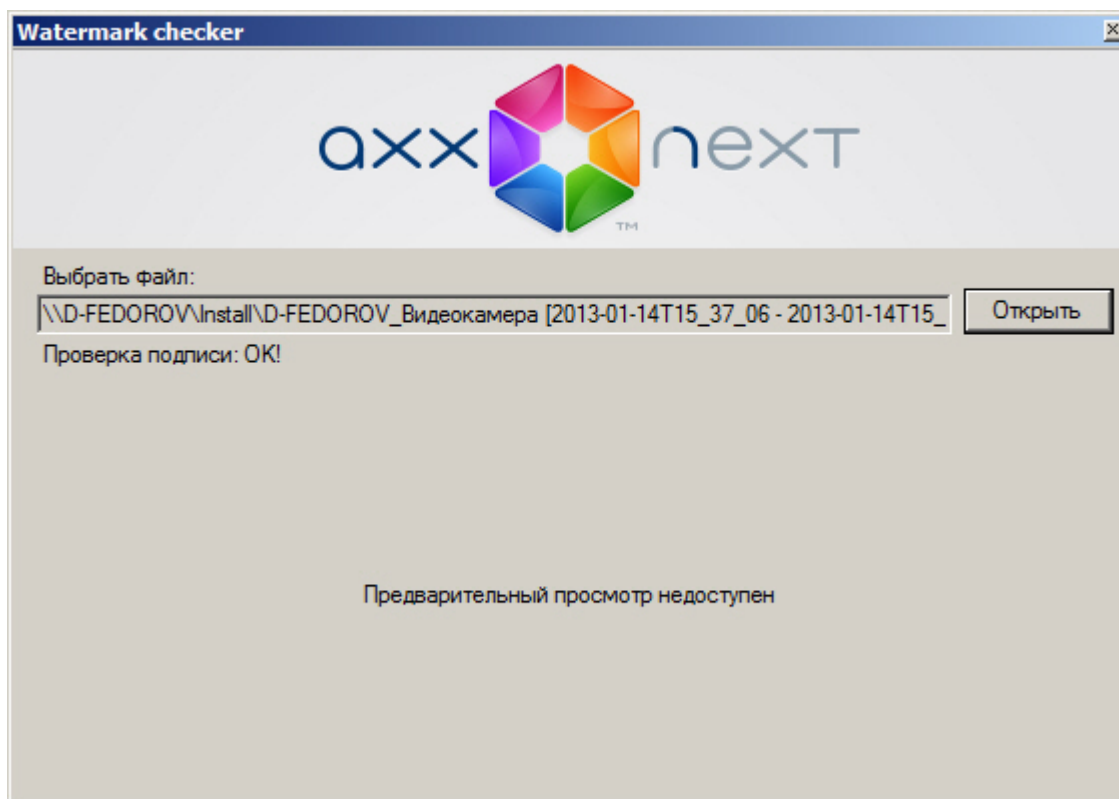 Watermark checker
axx next
TM
Выбрать файл:
\\D-FEDOROV\Install\D-FEDOROV_Видеокамера [2013-01-14T15_37_06 - 2013-01-14T15_
Открыть
Проверка подписи: OK!
Предварительный просмотр недоступен